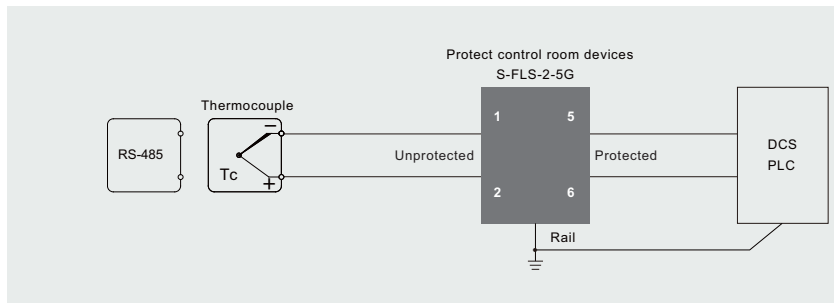 Protect control room devices
S-FLS-2-5G
Thermocouple
RS-485
−
Tc
+
1
5
Unprotected
Protected
2
6
DCS
PLC
Rail